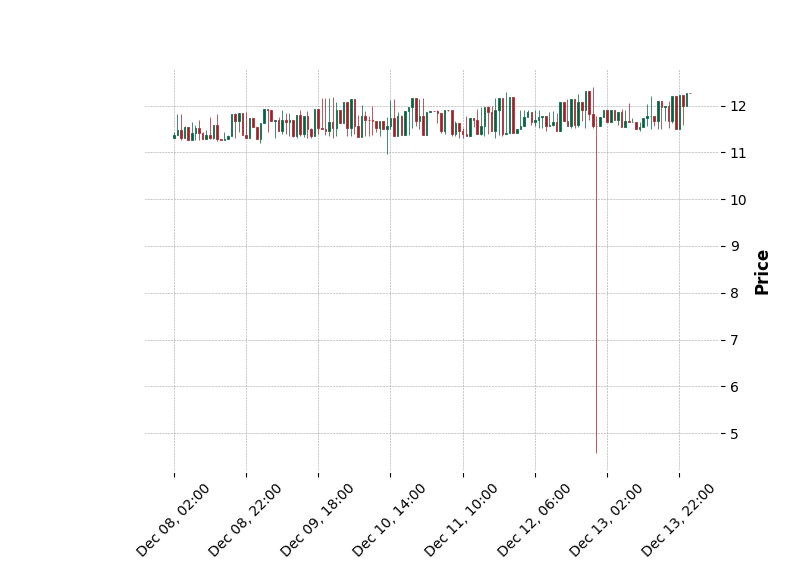 12
11
10
9
8
7
6
5
Price
Dec 08, 02:00
Dec 08, 22:00
Dec 09, 18:00
Dec 10, 14:00
Dec 11, 10:00
Dec 12, 06:00
Dec 13, 02:00
Dec 13, 22:00